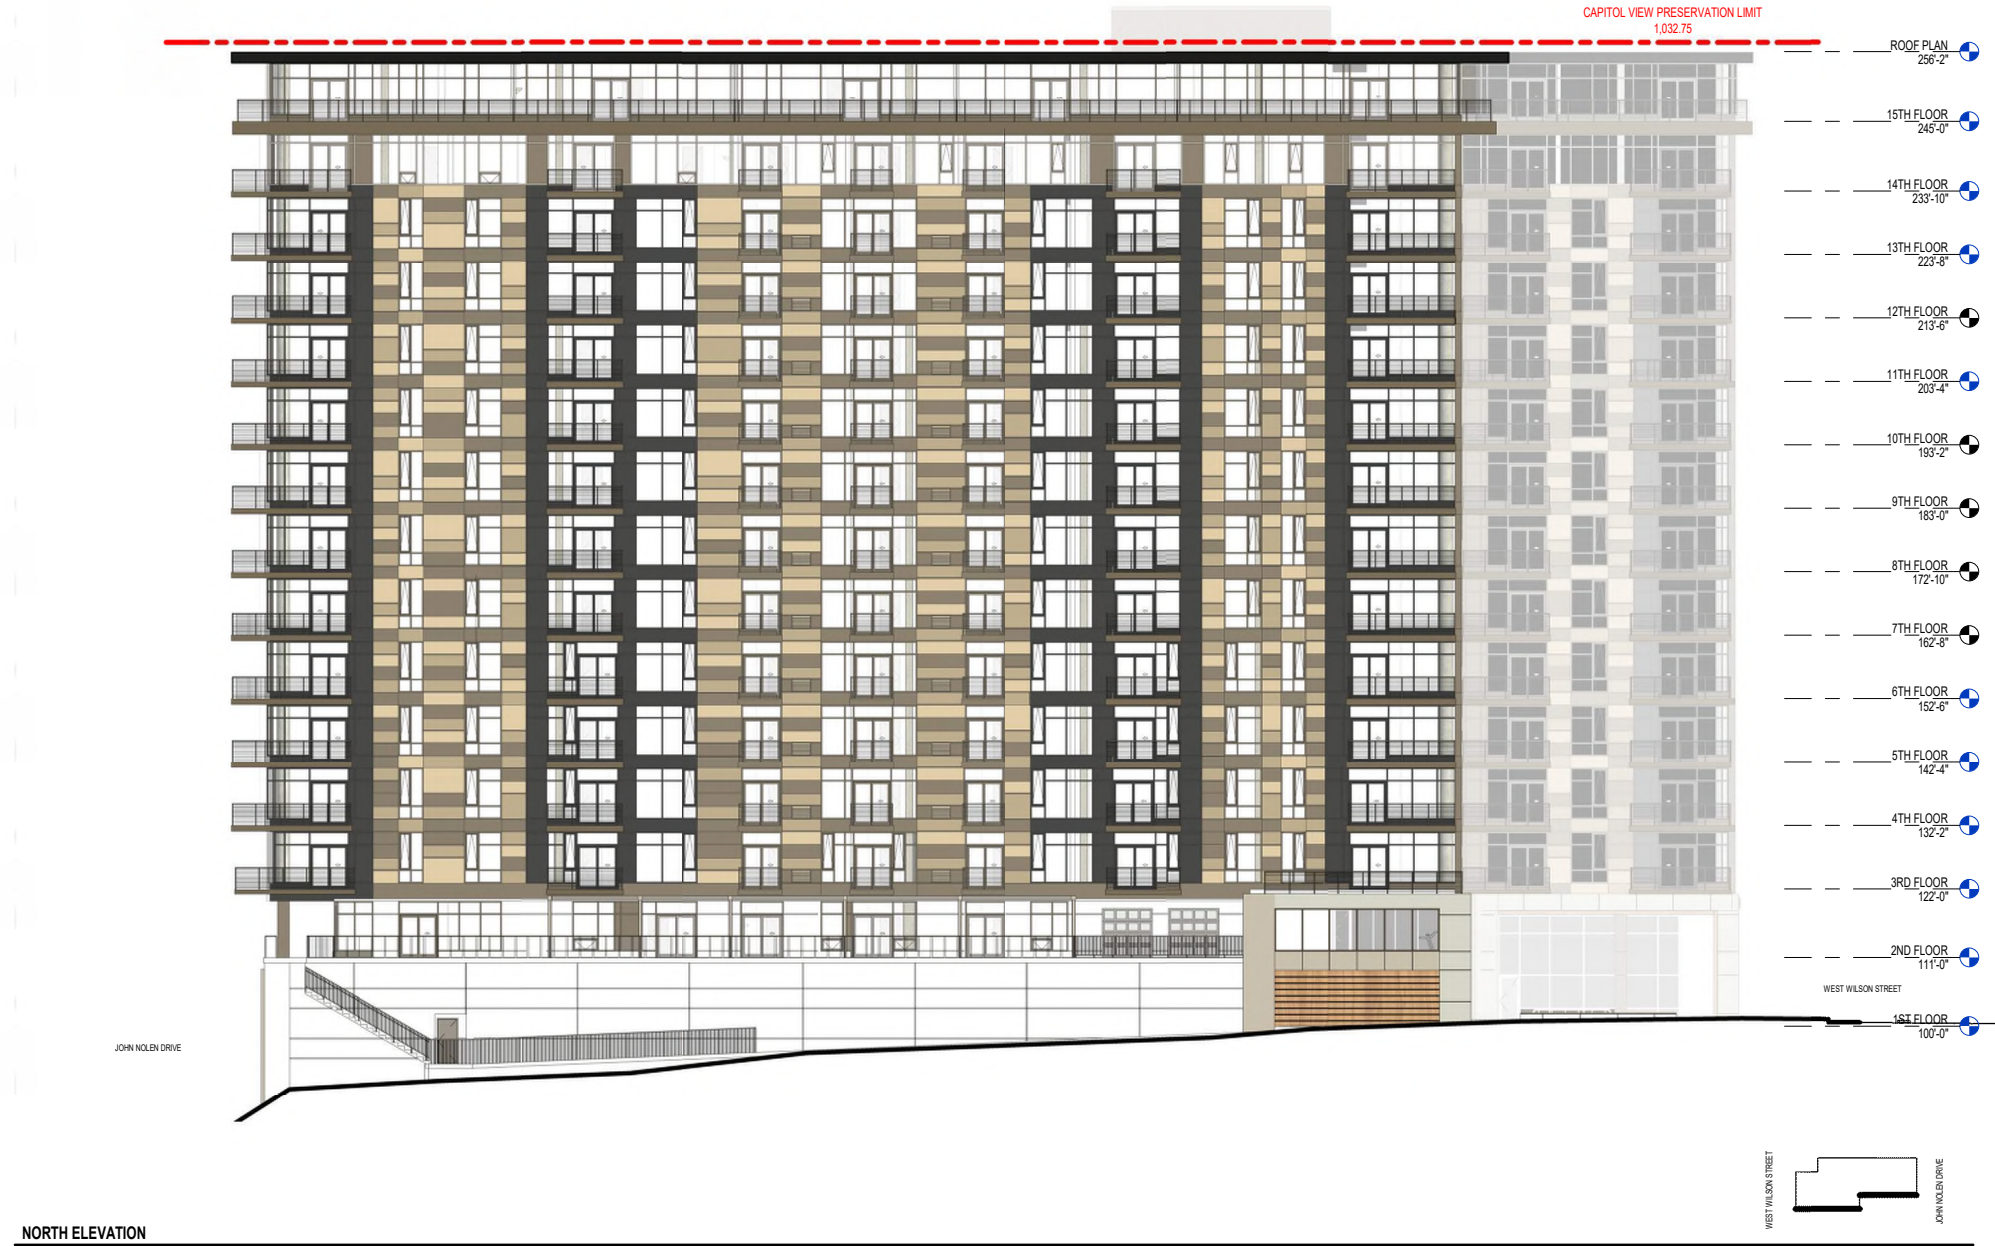 CAPITOL VIEW PRESERVATION LIMIT
1,032.75
ROOF PLAN
256'-2"
15TH FLOOR
245'-0"
14TH FLOOR
233'-10"
13TH FLOOR
223'-8"
12TH FLOOR
213'-6"
11TH FLOOR
203'-4"
10TH FLOOR
193'-2"
9TH FLOOR
183'-0"
8TH FLOOR
172'-10"
7TH FLOOR
162'-8"
6TH FLOOR
152'-6"
5TH FLOOR
142'-4"
4TH FLOOR
132'-2"
3RD FLOOR
122'-0"
2ND FLOOR
111'-0"
WEST WILSON STREET
1ST FLOOR
100'-0"
JOHN NOLEN DRIVE
WEST WILSON STREET
JOHN NOLEN DRIVE
NORTH ELEVATION